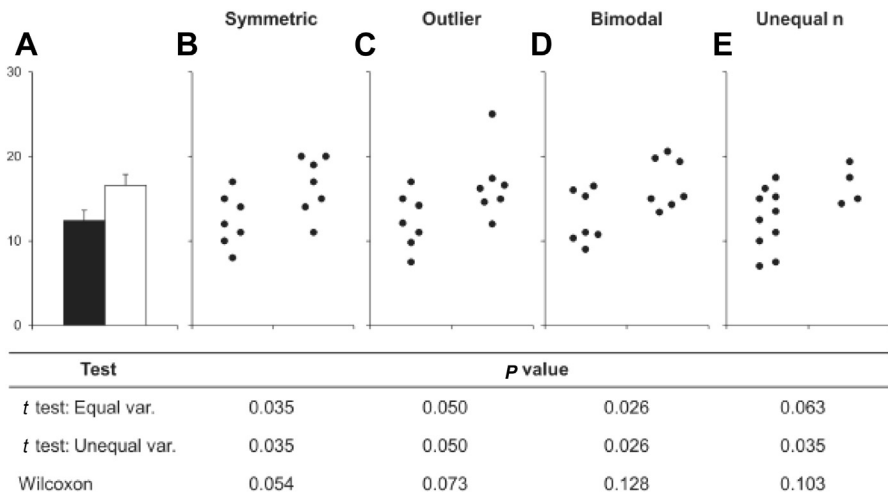 Symmetric Outlier Bimodal Unequal n
A B C D E
30
20
10
0
Test P value
t test: Equal var. 0.035 0.050 0.026 0.063
t test: Unequal var. 0.035 0.050 0.026 0.035
Wilcoxon 0.054 0.073 0.128 0.103